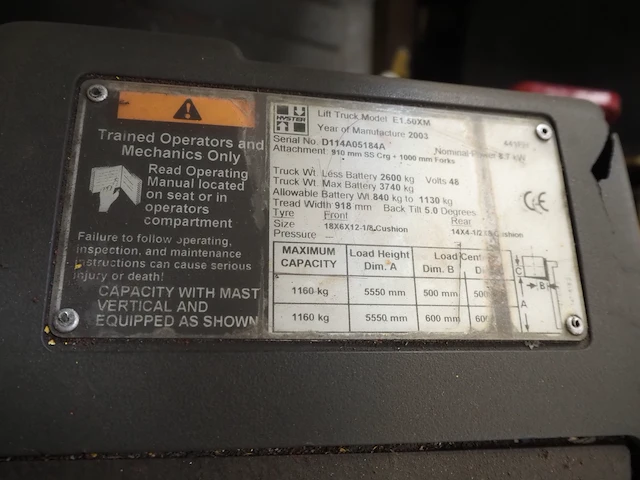 Trained Operators and
Mechanics Only
Read Operating
Manual located
on seat or in
operators
compartment
Failure to follow operating,
inspection, and maintenance
instructions can cause serious
injury or death!
CAPACITY WITH MAST
VERTICAL AND
EQUIPPED AS SHOWN
HYSTER
Lift Truck Model E1.50XM
Year of Manufacture 2003
Serial No. D114A05184A Nominal Power kW
Attachment: 910 mm SS Crg + 1000 mm Forks
Truck Wt. Less Battery 2600 kg Volts 48
Truck Wt. Max Battery 3740 kg
Allowable Battery Wt. 840 kg to 1130 kg
Tread Width 918 mm Back Tilt 5.0 Degrees
Tyre Front Rear
Size 18X6X12-1/8 Cushion Cushion
Pressure —
CE
MAXIMUM CAPACITY Load Height Dim. A Load Dim. B
1160 kg 5550 mm 500 mm
1160 kg 5550 mm 600 mm
C
B
A